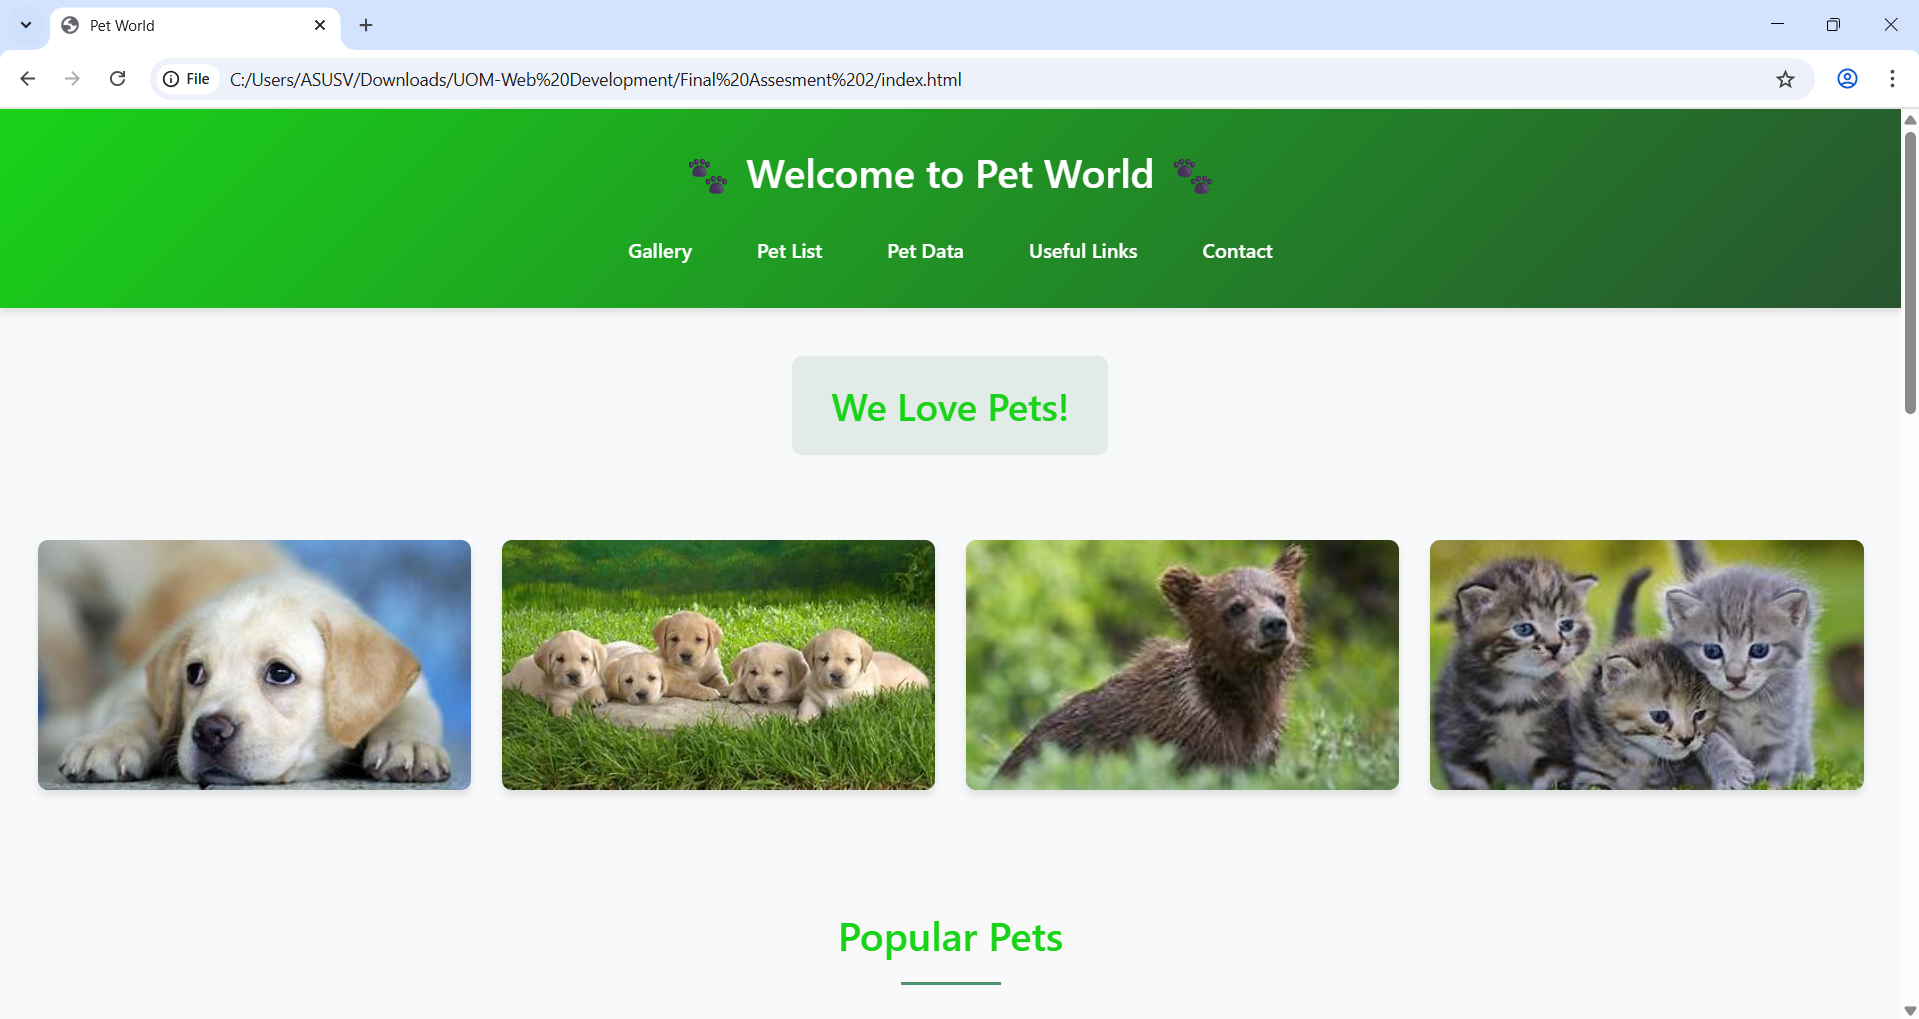 Pet World
File
C:/Users/ASUSV/Downloads/UOM-Web%20Development/Final%20Assesment%202/index.html
🐾 Welcome to Pet World 🐾
Gallery Pet List Pet Data Useful Links Contact
We Love Pets!
Popular Pets